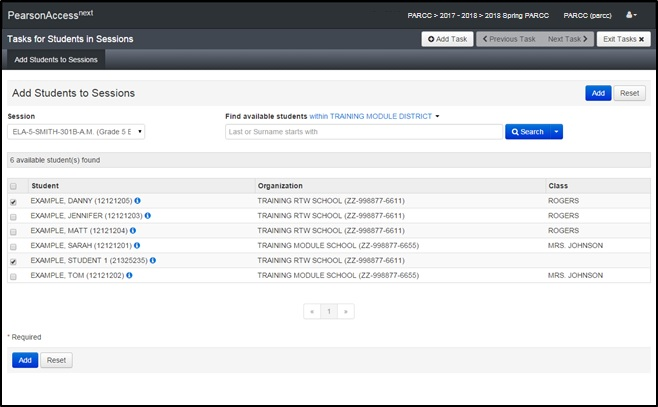 PearsonAccessnext
PARCC > 2017 - 2018 > 2018 Spring PARCC PARCC (parcc)
Tasks for Students in Sessions
Add Task Previous Task Next Task Exit Tasks ×
Add Students to Sessions
Add Students to Sessions
Add Reset
Session Find available students within TRAINING MODULE DISTRICT
ELA-5-SMITH-301B-A.M. (Grade 5 E Last or Surname starts with Search
6 available student(s) found
Student Organization Class
EXAMPLE, DANNY (12121205) TRAINING RTW SCHOOL (ZZ-998877-6611) ROGERS
EXAMPLE, JENNIFER (12121203) TRAINING RTW SCHOOL (ZZ-998877-6611) ROGERS
EXAMPLE, MATT (12121204) TRAINING RTW SCHOOL (ZZ-998877-6611) ROGERS
EXAMPLE, SARAH (12121201) TRAINING MODULE SCHOOL (ZZ-998877-6655) MRS. JOHNSON
EXAMPLE, STUDENT 1 (21325235) TRAINING RTW SCHOOL (ZZ-998877-6611)
EXAMPLE, TOM (12121202) TRAINING MODULE SCHOOL (ZZ-998877-6655) MRS. JOHNSON
« 1 »
* Required
Add Reset